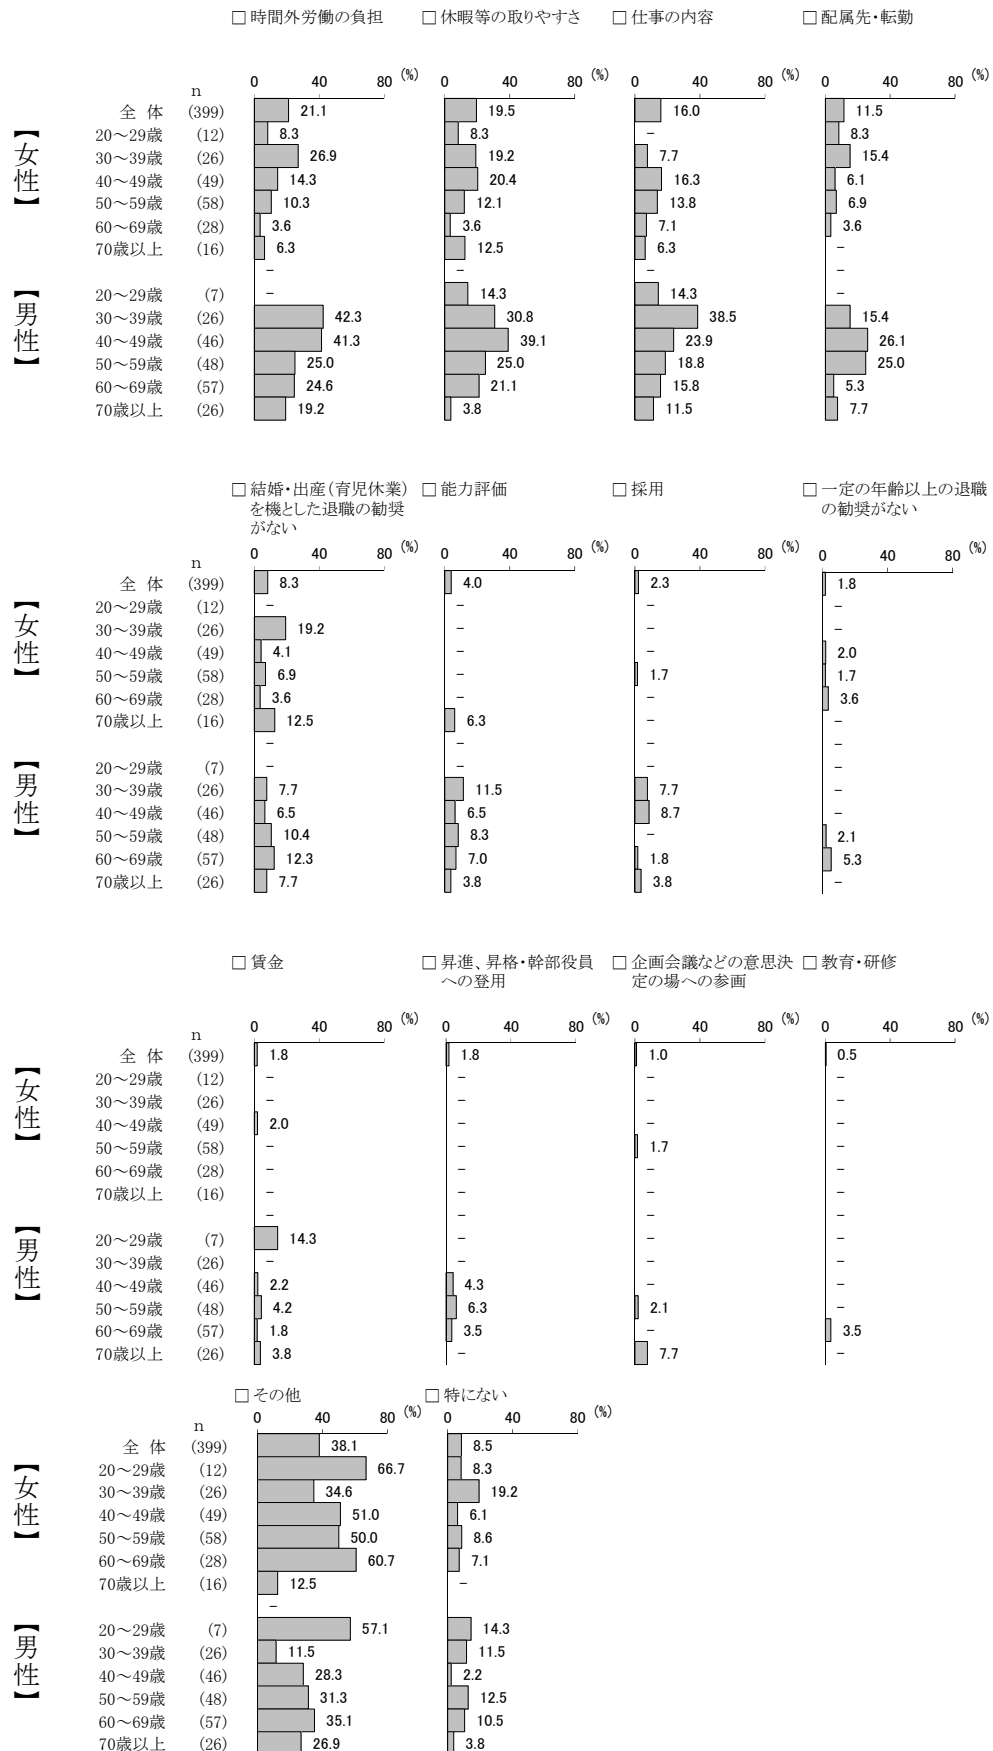 □ 時間外労働の負担 □ 休暇等の取りやすさ □ 仕事の内容 □ 配属先・転勤
0 40 80 (%) 0 40 80 (%) 0 40 80 (%) 0 40 80 (%)
n
【女性】
全 体 (399) 21.1 19.5 16.0 11.5
20～29歳 (12) 8.3 8.3 － 8.3
30～39歳 (26) 26.9 19.2 7.7 15.4
40～49歳 (49) 14.3 20.4 16.3 6.1
50～59歳 (58) 10.3 12.1 13.8 6.9
60～69歳 (28) 3.6 3.6 7.1 3.6
70歳以上 (16) 6.3 12.5 6.3 －
－ － － －
【男性】
20～29歳 (7) － 14.3 14.3 －
30～39歳 (26) 42.3 30.8 38.5 15.4
40～49歳 (46) 41.3 39.1 23.9 26.1
50～59歳 (48) 25.0 25.0 18.8 25.0
60～69歳 (57) 24.6 21.1 15.8 5.3
70歳以上 (26) 19.2 3.8 11.5 7.7
□ 結婚・出産（育児休業） □ 能力評価 □ 採用 □ 一定の年齢以上の退職
を機とした退職の勧奨 の勧奨がない
がない
0 40 80 (%) 0 40 80 (%) 0 40 80 (%) 0 40 80 (%)
n
【女性】
全 体 (399) 8.3 4.0 2.3 1.8
20～29歳 (12) － － － －
30～39歳 (26) 19.2 － － －
40～49歳 (49) 4.1 － － 2.0
50～59歳 (58) 6.9 － 1.7 1.7
60～69歳 (28) 3.6 － － 3.6
70歳以上 (16) 12.5 6.3 － －
－ － － －
【男性】
20～29歳 (7) － － － －
30～39歳 (26) 7.7 11.5 7.7 －
40～49歳 (46) 6.5 6.5 8.7 －
50～59歳 (48) 10.4 8.3 － 2.1
60～69歳 (57) 12.3 7.0 1.8 5.3
70歳以上 (26) 7.7 3.8 3.8 －
□ 賃金 □ 昇進、昇格・幹部役員 □ 企画会議などの意思決 □ 教育・研修
への登用 定の場への参画
0 40 80 (%) 0 40 80 (%) 0 40 80 (%) 0 40 80 (%)
n
【女性】
全 体 (399) 1.8 1.8 1.0 0.5
20～29歳 (12) － － － －
30～39歳 (26) － － － －
40～49歳 (49) 2.0 － － －
50～59歳 (58) － － 1.7 －
60～69歳 (28) － － － －
70歳以上 (16) － － － －
－ － － －
【男性】
20～29歳 (7) 14.3 － － －
30～39歳 (26) － － － －
40～49歳 (46) 2.2 4.3 － －
50～59歳 (48) 4.2 6.3 2.1 －
60～69歳 (57) 1.8 3.5 － 3.5
70歳以上 (26) 3.8 － 7.7 －
□ その他 □ 特にない
0 40 80 (%) 0 40 80 (%)
n
【女性】
全 体 (399) 38.1 8.5
20～29歳 (12) 66.7 8.3
30～39歳 (26) 34.6 19.2
40～49歳 (49) 51.0 6.1
50～59歳 (58) 50.0 8.6
60～69歳 (28) 60.7 7.1
70歳以上 (16) 12.5 －
－
【男性】
20～29歳 (7) 57.1 14.3
30～39歳 (26) 11.5 11.5
40～49歳 (46) 28.3 2.2
50～59歳 (48) 31.3 12.5
60～69歳 (57) 35.1 10.5
70歳以上 (26) 26.9 3.8